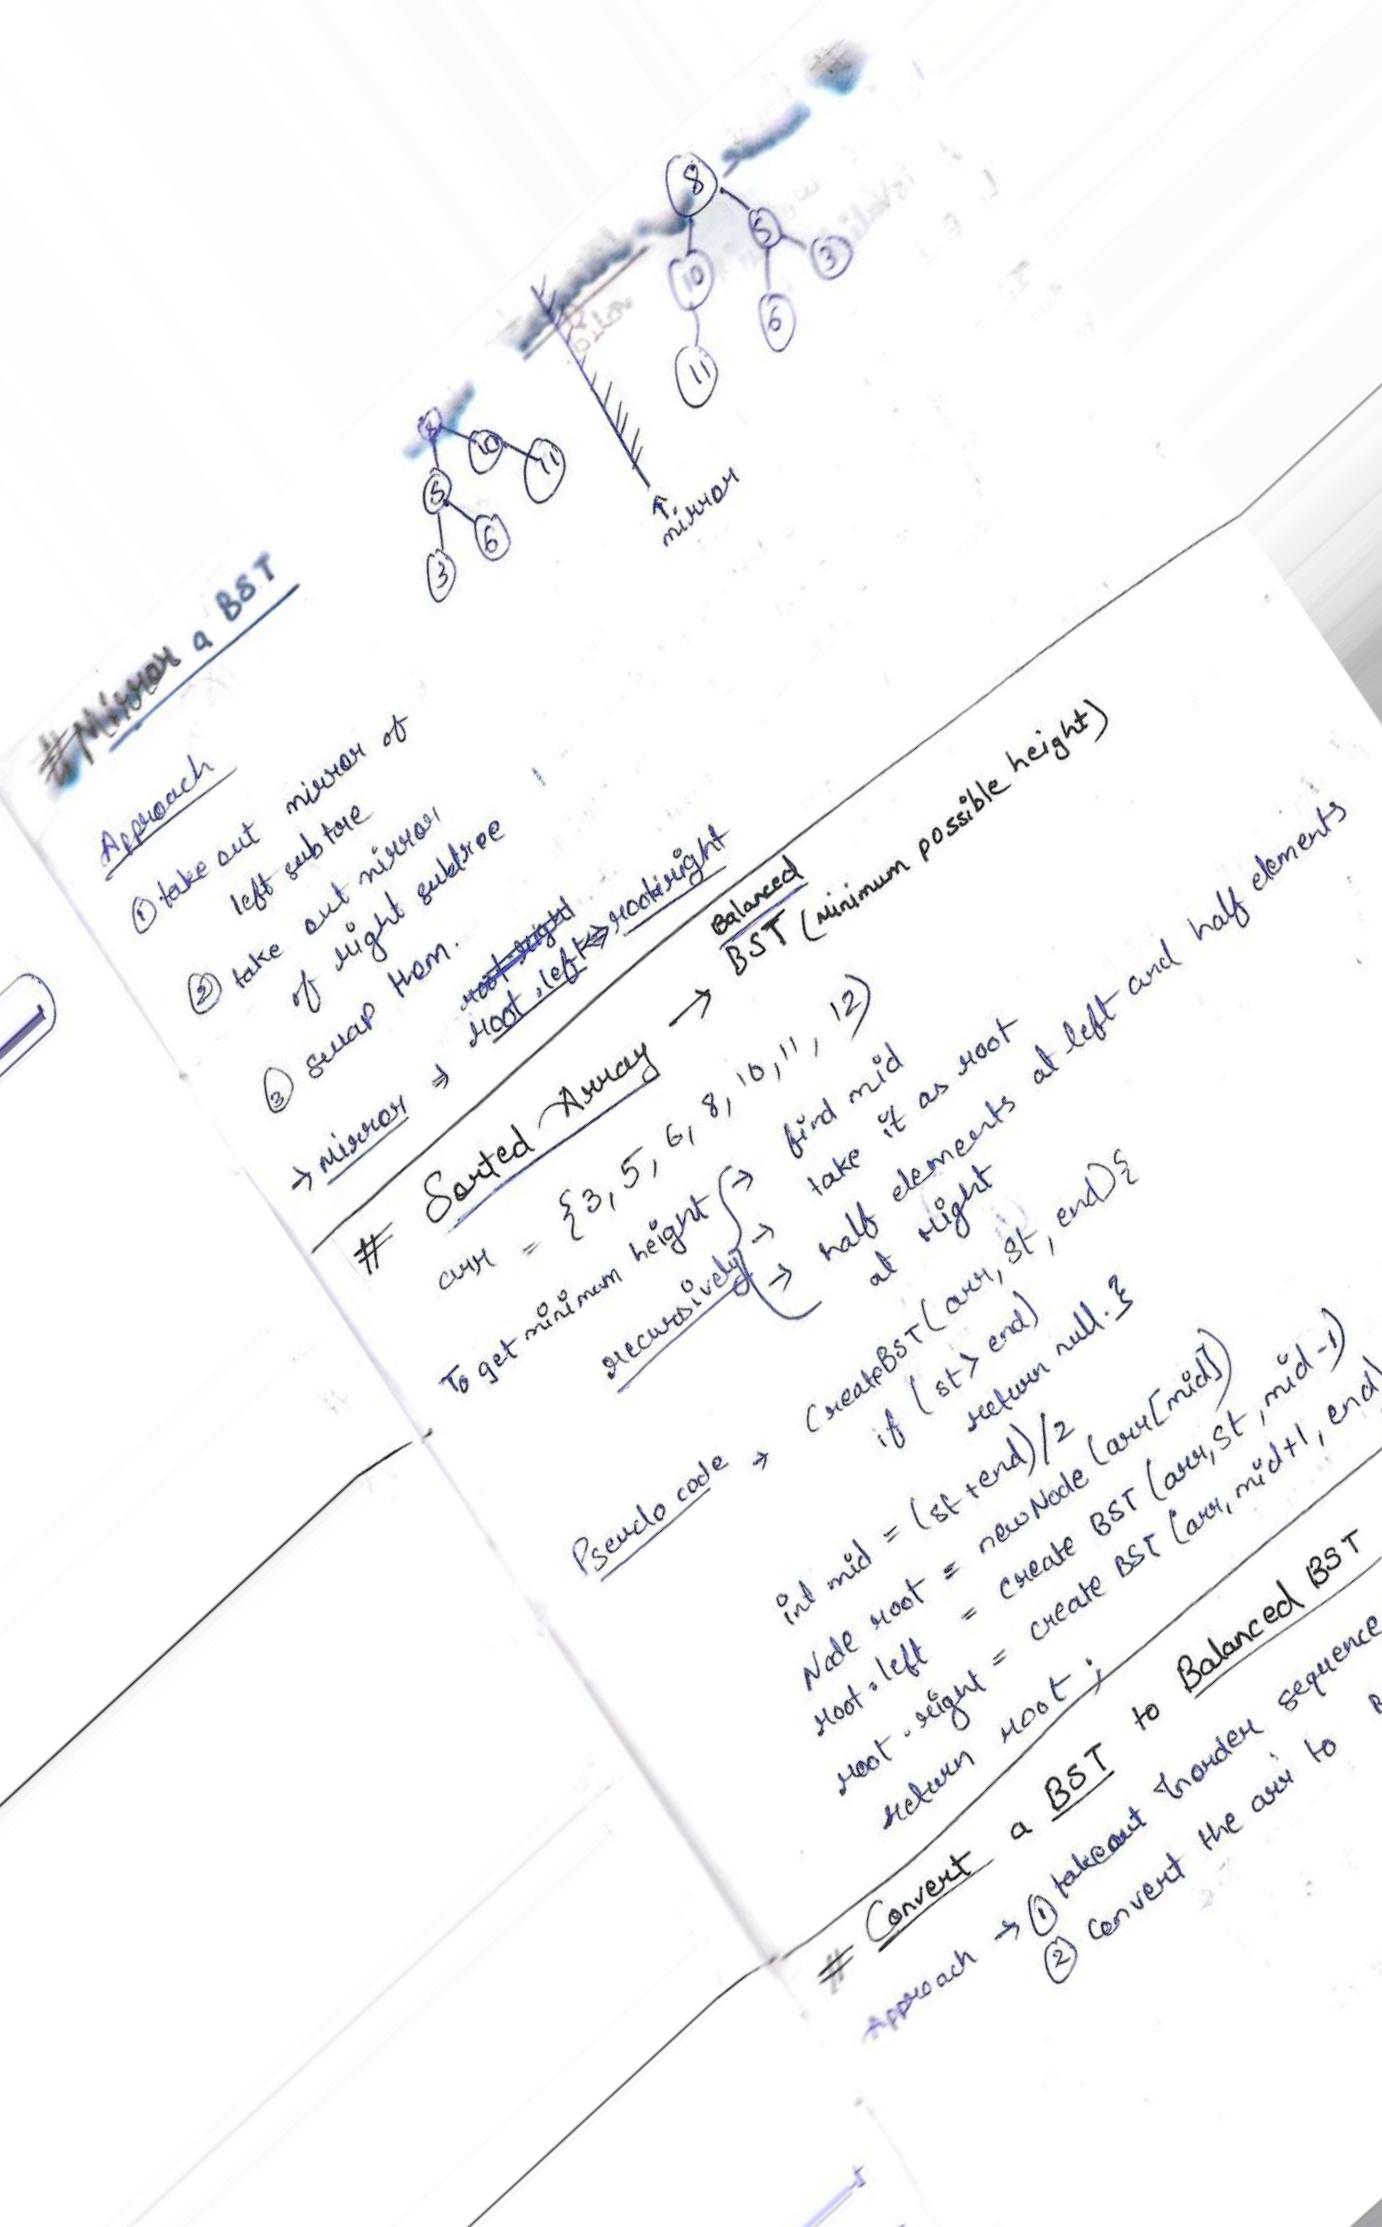 # Mirror a BST
8
5 10
3 6 11
8
10 5
11 6 3
↑
mirror
Approach
① take out mirror of
left subtree
② take out mirror
of right subtree
③ swap them.
→ mirror ⇒ root.left ⇔ root.right
# Sorted Array → Balanced BST (minimum possible height)
arr = {3, 5, 6, 8, 10, 11, 12}
To get minimum height → find mid
recursively → take it as root
→ half elements at left and half elements
at right
Pseudo code → CreateBST (arr, st, end) {
if (st > end)
return null. }
int mid = (st + end)/2
Node root = new Node (arr[mid])
root.left = create BST (arr, st, mid-1)
root.right = create BST (arr, mid+1, end)
return root;
# Convert a BST to Balanced BST
Approach → ① takeout Inorder sequence
② Convert the arr to